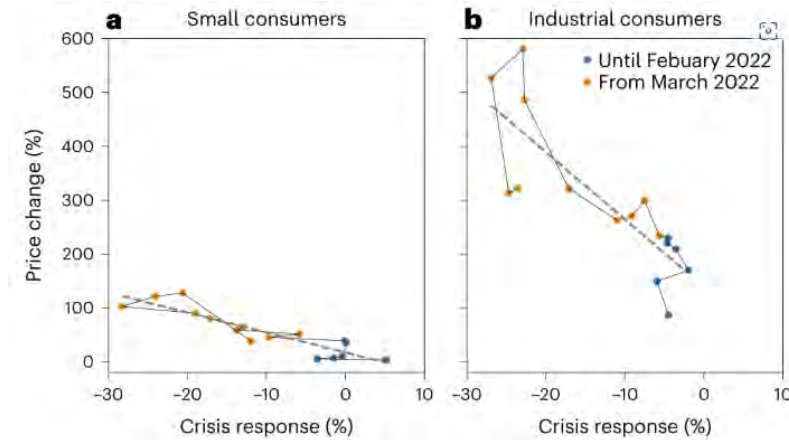 a Small consumers
b Industrial consumers
Until Febuary 2022
From March 2022
Price change (%)
600
500
400
300
200
100
0
−30 −20 −10 0 10
−30 −20 −10 0 10
Crisis response (%)
Crisis response (%)